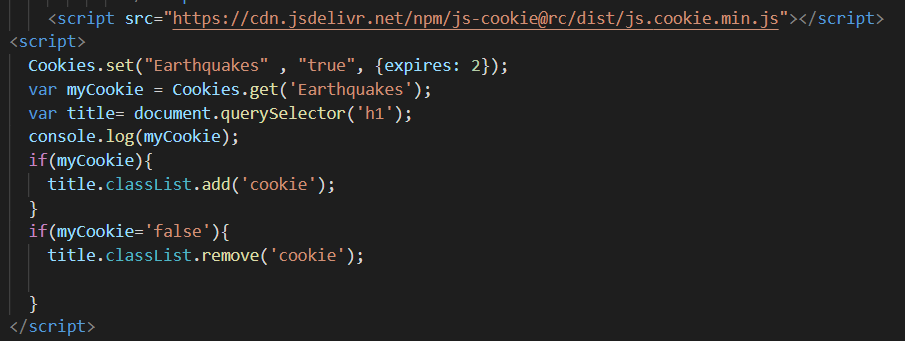 <script src="https://cdn.jsdelivr.net/npm/js-cookie@rc/dist/js.cookie.min.js"></script>
<script>
Cookies.set("Earthquakes" , "true", {expires: 2});
var myCookie = Cookies.get('Earthquakes');
var title= document.querySelector('h1');
console.log(myCookie);
if(myCookie){
title.classList.add('cookie');
}
if(myCookie='false'){
title.classList.remove('cookie');
}
</script>